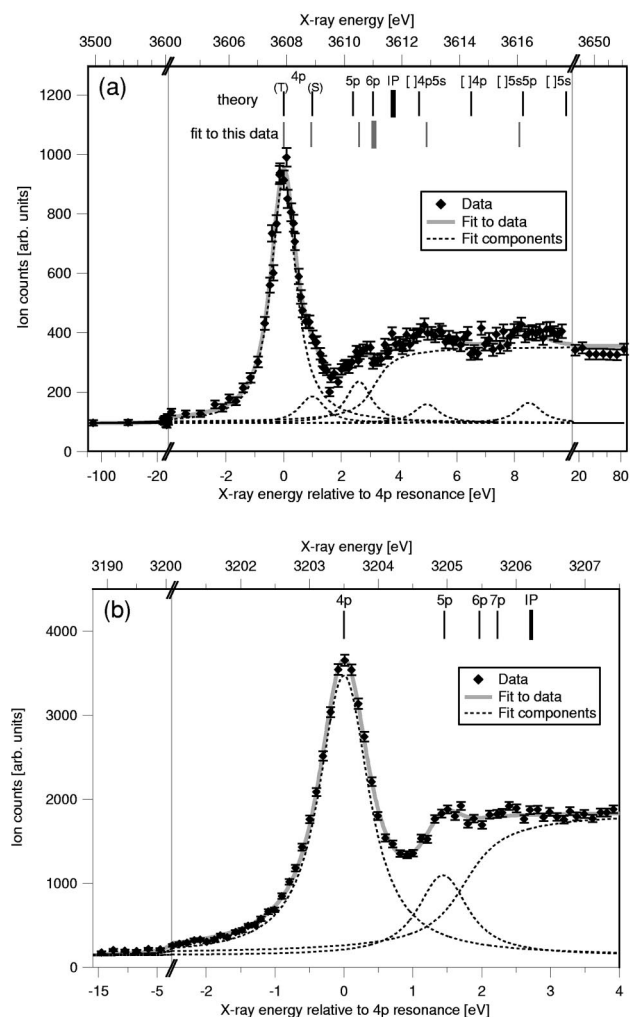 X-ray energy [eV]
3500 3600 3606 3608 3610 3612 3614 3616 3650
(a)
4p
theory (T) (S) 5p 6p IP [ ]4p5s [ ]4p [ ]5s5p [ ]5s
fit to this data
Data
Fit to data
Fit components
Ion counts [arb. units]
1200
1000
800
600
400
200
0
-100 -20 -2 0 2 4 6 8 20 80
X-ray energy relative to 4p resonance [eV]
X-ray energy [eV]
3190 3200 3202 3203 3204 3205 3206 3207
(b)
4p 5p 6p 7p IP
Data
Fit to data
Fit components
Ion counts [arb. units]
4000
3000
2000
1000
0
-15 -5 -2 -1 0 1 2 3 4
X-ray energy relative to 4p resonance [eV]